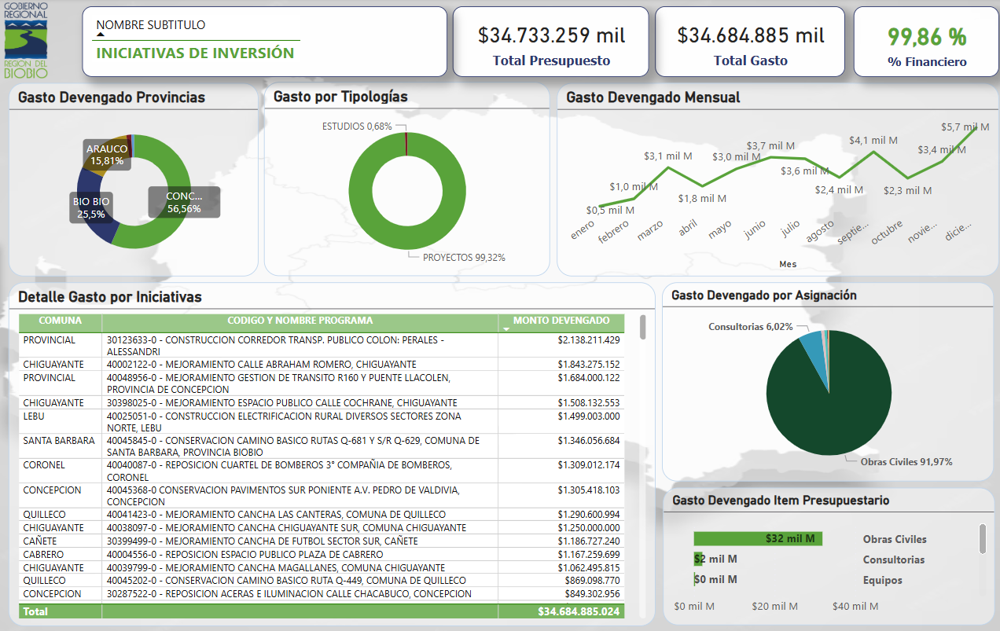 GOBIERNO
REGIONAL
REGIÓN DEL
BIOBIO
NOMBRE SUBTITULO
INICIATIVAS DE INVERSIÓN
$34.733.259 mil
Total Presupuesto
$34.684.885 mil
Total Gasto
99,86 %
% Financiero
Gasto Devengado Provincias
ARAUCO
15,81%
BIO BIO
25,5%
CONC...
56,56%
Gasto por Tipologías
ESTUDIOS 0,68%
PROYECTOS 99,32%
Gasto Devengado Mensual
$0,5 mil M
$1,0 mil M
$3,1 mil M
$1,8 mil M
$3,0 mil M
$3,7 mil M
$3,6 mil M
$2,4 mil M
$4,1 mil M
$2,3 mil M
$3,4 mil M
$5,7 mil M
enero
febrero
marzo
abril
mayo
junio
julio
agosto
septie...
octubre
novie...
dicie...
Mes
Detalle Gasto por Iniciativas
COMUNA CODIGO Y NOMBRE PROGRAMA MONTO DEVENGADO
PROVINCIAL 30123633-0 - CONSTRUCCION CORREDOR TRANSP. PUBLICO COLON: PERALES - $2.138.211.429
ALESSANDRI
CHIGUAYANTE 40002122-0 - MEJORAMIENTO CALLE ABRAHAM ROMERO, CHIGUAYANTE $1.843.275.152
PROVINCIAL 40048956-0 - MEJORAMIENTO GESTION DE TRANSITO R160 Y PUENTE LLACOLEN, $1.684.000.122
PROVINCIA DE CONCEPCION
CHIGUAYANTE 30398025-0 - MEJORAMIENTO ESPACIO PUBLICO CALLE COCHRANE, CHIGUAYANTE $1.508.132.553
LEBU 40025051-0 - CONSTRUCCION ELECTRIFICACION RURAL DIVERSOS SECTORES ZONA $1.499.003.000
NORTE, LEBU
SANTA BARBARA 40045845-0 - CONSERVACION CAMINO BASICO RUTAS Q-681 Y S/R Q-629, COMUNA DE $1.346.056.684
SANTA BARBARA, PROVINCIA BIOBIO
CORONEL 40040087-0 - REPOSICION CUARTEL DE BOMBEROS 3° COMPAÑIA DE BOMBEROS, $1.309.012.174
CORONEL
CONCEPCION 40045368-0 CONSERVACION PAVIMENTOS SUR PONIENTE A.V. PEDRO DE VALDIVIA, $1.305.418.103
CONCEPCION
QUILLECO 40041423-0 - MEJORAMIENTO CANCHA LAS CANTERAS, COMUNA DE QUILLECO $1.290.600.994
CHIGUAYANTE 40038097-0 - MEJORAMIENTO CANCHA CHIGUAYANTE SUR, COMUNA CHIGUAYANTE $1.250.000.000
CAÑETE 30399499-0 - MEJORAMIENTO CANCHA DE FUTBOL SECTOR SUR, CAÑETE $1.186.727.240
CABRERO 40004556-0 - REPOSICION ESPACIO PUBLICO PLAZA DE CABRERO $1.167.259.699
CHIGUAYANTE 40039799-0 - MEJORAMIENTO CANCHA MAGALLANES, COMUNA CHIGUAYANTE $1.062.495.815
QUILLECO 40045202-0 - CONSERVACION CAMINO BASICO RUTA Q-449, COMUNA DE QUILLECO $869.098.770
CONCEPCION 30287522-0 - REPOSICION ACERAS E ILUMINACION CALLE CHACABUCO, CONCEPCION $849.302.956
Total $34.684.885.024
Gasto Devengado por Asignación
Consultorias 6,02%
Obras Civiles 91,97%
Gasto Devengado Item Presupuestario
$32 mil M Obras Civiles
$2 mil M Consultorias
$0 mil M Equipos
$0 mil M $20 mil M $40 mil M